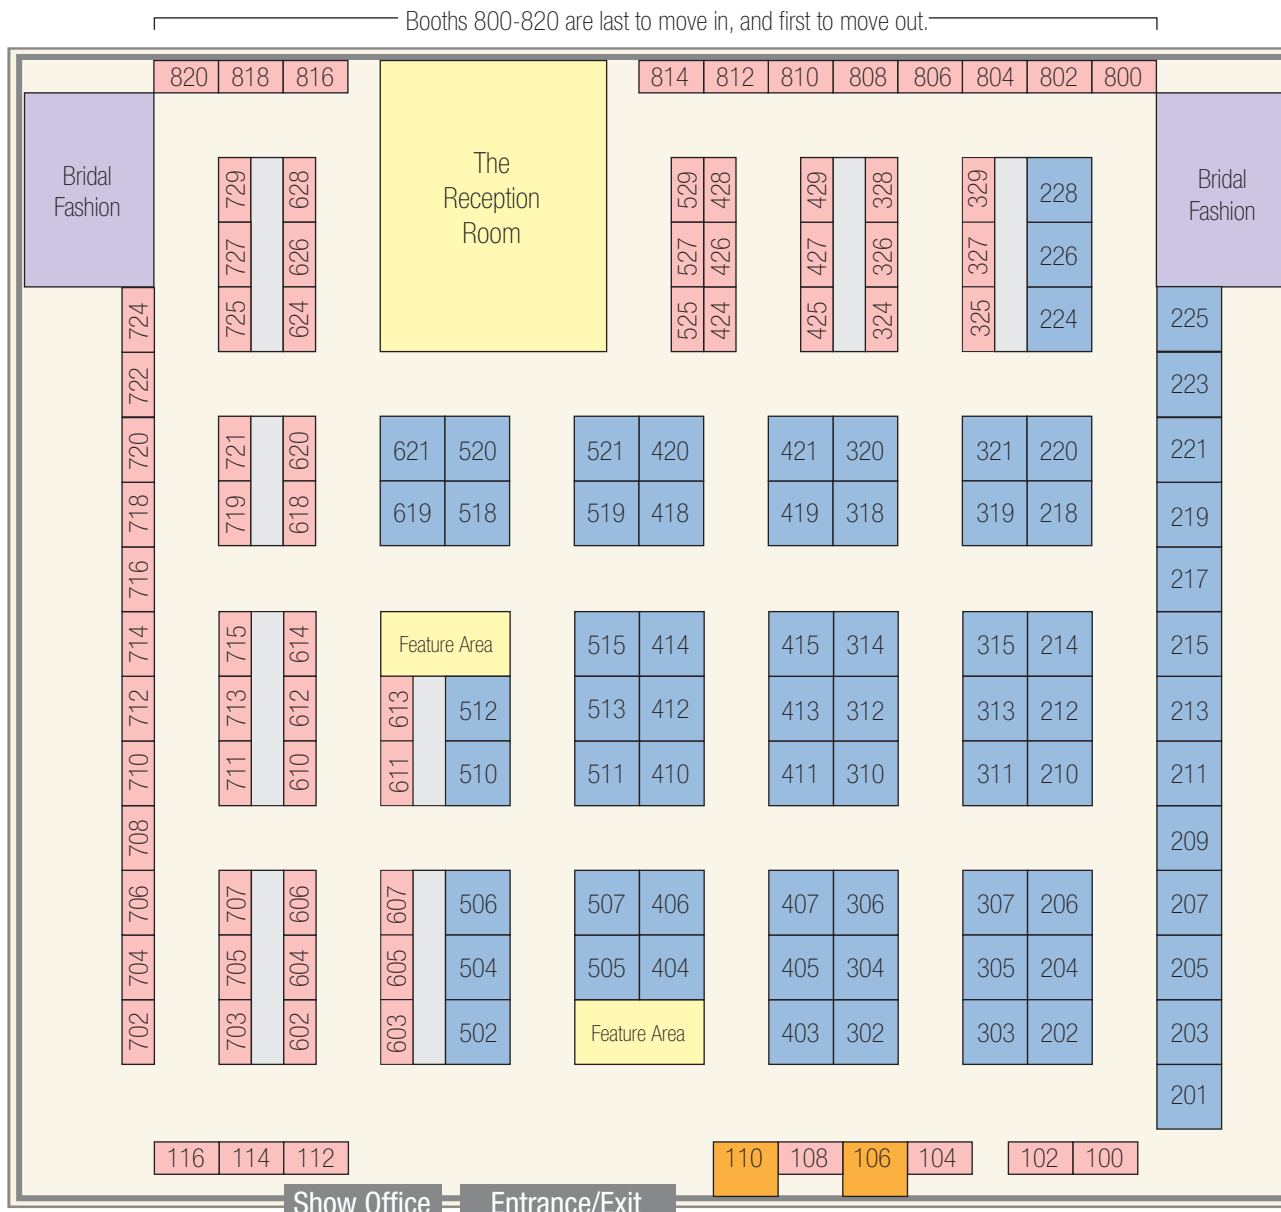 Booths 800-820 are last to move in, and first to move out.
820 818 816 814 812 810 808 806 804 802 800
Bridal
Fashion
The
Reception
Room
Bridal
Fashion
729 628 529 428 429 328 329 228
727 626 527 426 427 326 327 226
725 624 525 424 425 324 325 224
724 225
722 223
720 721 620 621 520 521 420 421 320 321 220 221
718 719 618 619 518 519 418 419 318 319 218 219
716 217
714 715 614 Feature Area 515 414 415 314 315 214 215
712 713 612 613 512 513 412 413 312 313 212 213
710 711 610 611 510 511 410 411 310 311 210 211
708 209
706 707 606 607 506 507 406 407 306 307 206 207
704 705 604 605 504 505 404 405 304 305 204 205
702 703 602 603 502 Feature Area 403 302 303 202 203
201
116 114 112 110 108 106 104 102 100
Show Office Entrance/Exit